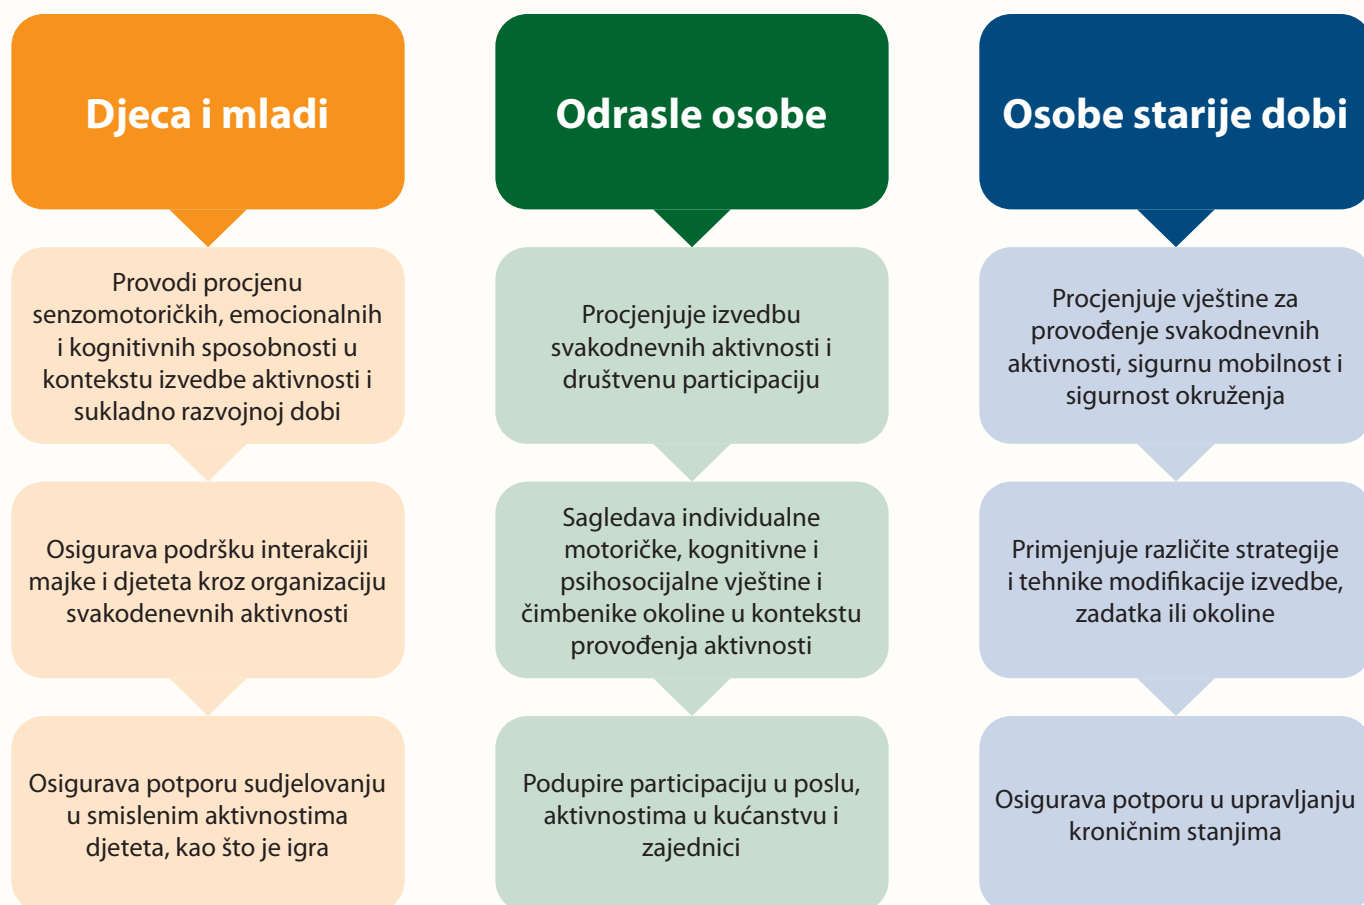 Djeca i mladi
Provodi procjenu
senzomotoričkih, emocionalnih
i kognitivnih sposobnosti u
kontekstu izvedbe aktivnosti i
sukladno razvojnoj dobi
Osigurava podršku interakciji
majke i djeteta kroz organizaciju
svakodenevnih aktivnosti
Osigurava potporu sudjelovanju
u smislenim aktivnostima
djeteta, kao što je igra
Odrasle osobe
Procjenjuje izvedbu
svakodnevnih aktivnosti i
društvenu participaciju
Sagledava individualne
motoričke, kognitivne i
psihosocijalne vještine i
čimbenike okoline u kontekstu
provođenja aktivnosti
Podupire participaciju u poslu,
aktivnostima u kućanstvu i
zajednici
Osobe starije dobi
Procjenjuje vještine za
provođenje svakodnevnih
aktivnosti, sigurnu mobilnost i
sigurnost okruženja
Primjenjuje različite strategije
i tehnike modifikacije izvedbe,
zadatka ili okoline
Osigurava potporu u upravljanju
kroničnim stanjima